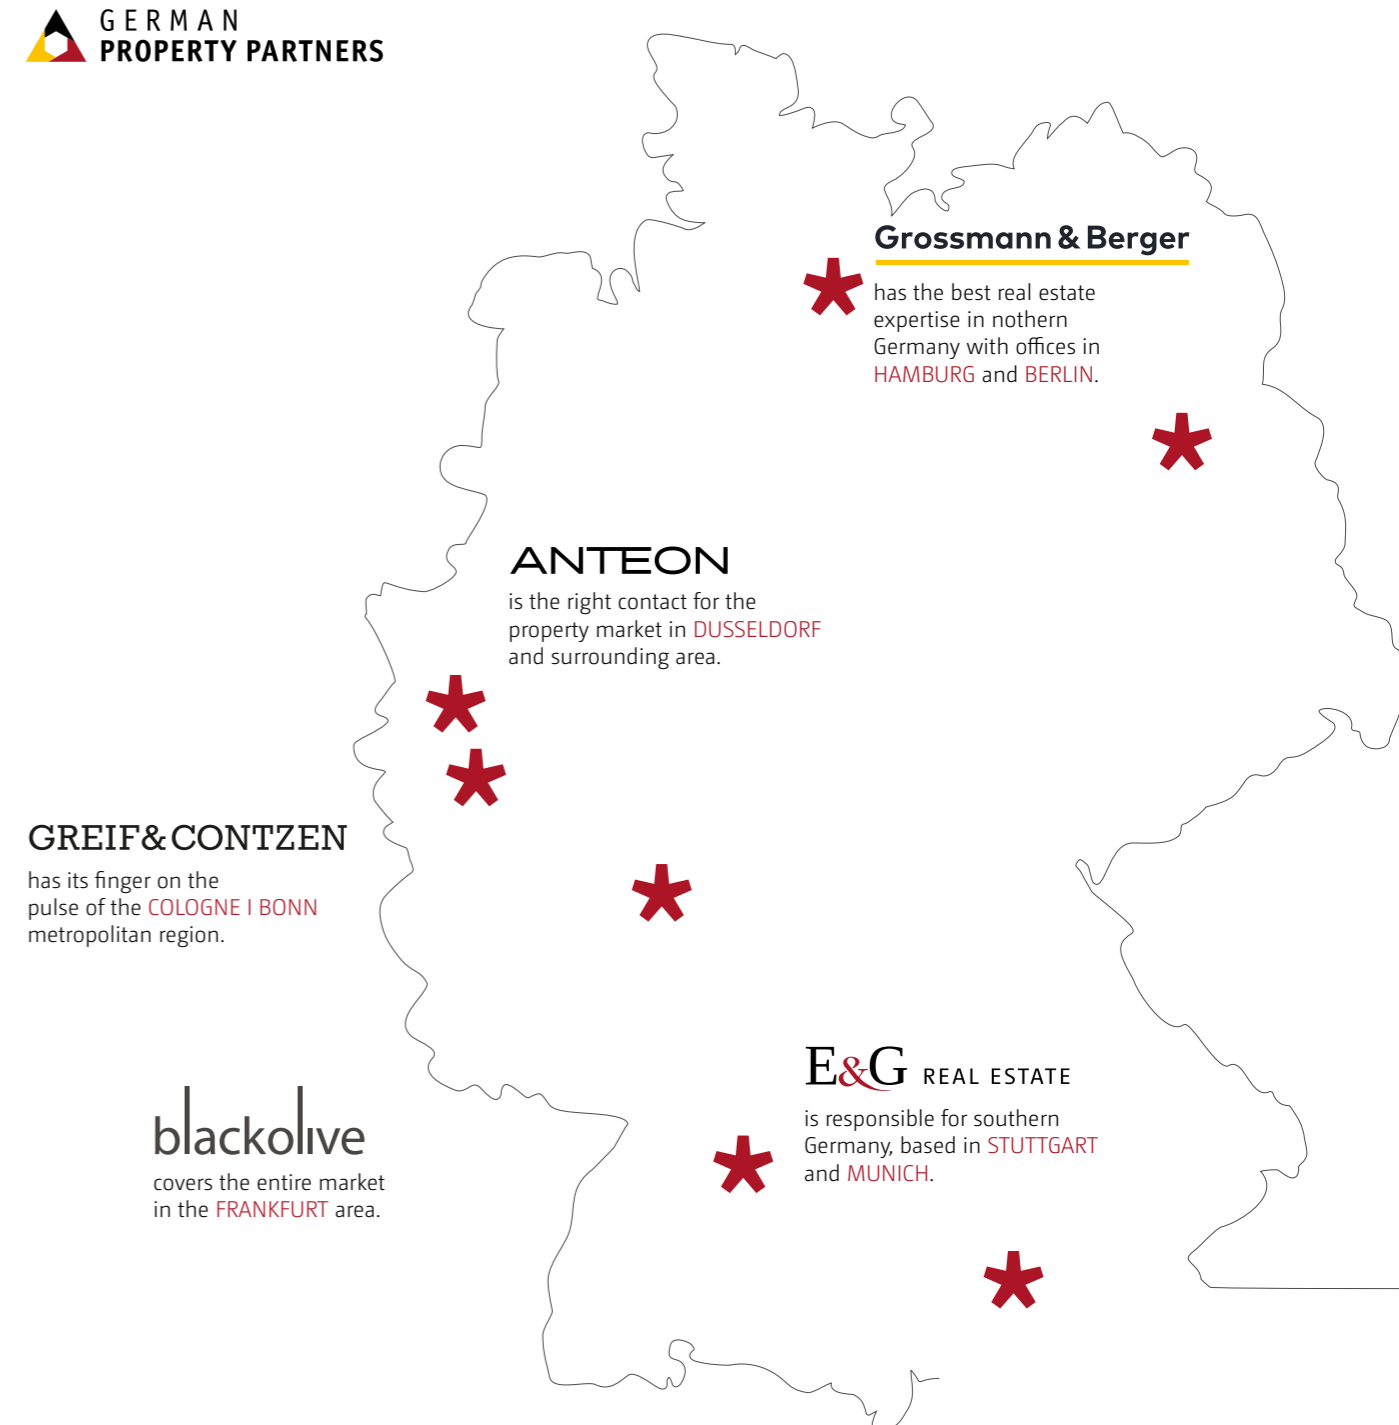 GERMAN
PROPERTY PARTNERS
Grossmann & Berger
has the best real estate
expertise in nothern
Germany with offices in
HAMBURG and BERLIN.
ANTEON
is the right contact for the
property market in DUSSELDORF
and surrounding area.
GREIF&CONTZEN
has its finger on the
pulse of the COLOGNE I BONN
metropolitan region.
E&G REAL ESTATE
is responsible for southern
Germany, based in STUTTGART
and MUNICH.
blackolive
covers the entire market
in the FRANKFURT area.